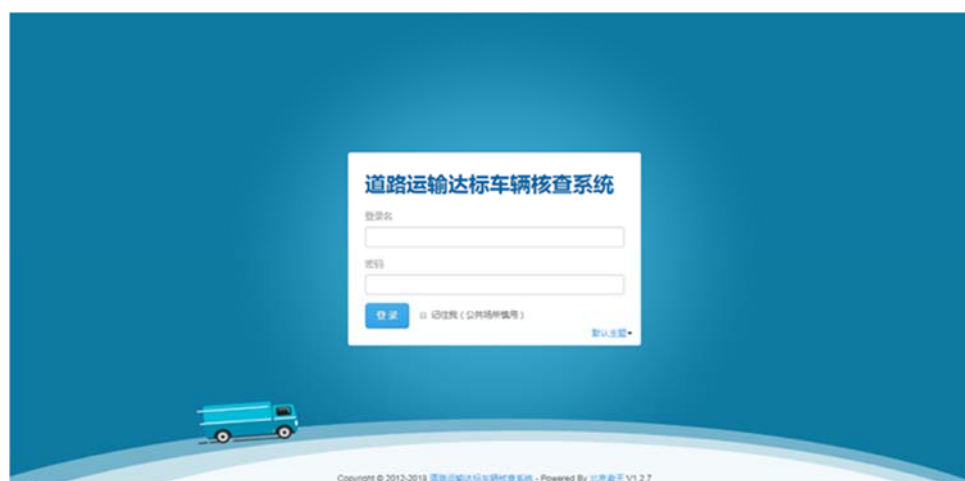 道路运输达标车辆核查系统
登录名
密码
登录 记住我（公共场所慎用）
默认主题
Copyright © 2012-2018 道路运输达标车辆核查系统 - Powered By V1.2.7